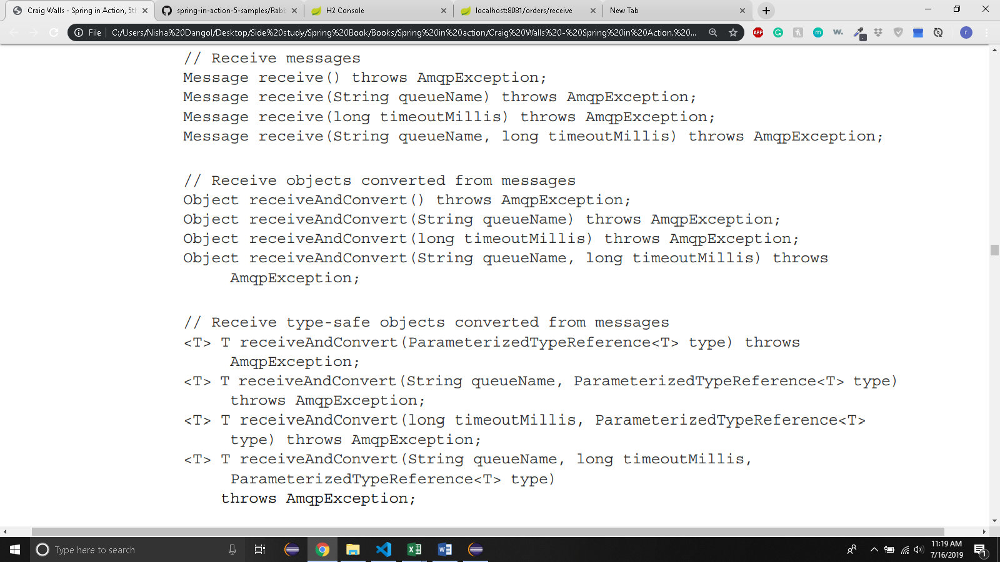 Craig Walls - Spring in Action, 5th
spring-in-action-5-samples/Rabb
H2 Console
localhost:8081/orders/receive
New Tab
File
C:/Users/Nisha%20Dangol/Desktop/Side%20study/Spring%20Book/Books/Spring%20in%20action/Craig%20Walls%20-%20Spring%20in%20Action,%20...
ABP
// Receive messages
Message receive() throws AmqpException;
Message receive(String queueName) throws AmqpException;
Message receive(long timeoutMillis) throws AmqpException;
Message receive(String queueName, long timeoutMillis) throws AmqpException;
// Receive objects converted from messages
Object receiveAndConvert() throws AmqpException;
Object receiveAndConvert(String queueName) throws AmqpException;
Object receiveAndConvert(long timeoutMillis) throws AmqpException;
Object receiveAndConvert(String queueName, long timeoutMillis) throws
AmqpException;
// Receive type-safe objects converted from messages
<T> T receiveAndConvert(ParameterizedTypeReference<T> type) throws
AmqpException;
<T> T receiveAndConvert(String queueName, ParameterizedTypeReference<T> type)
throws AmqpException;
<T> T receiveAndConvert(long timeoutMillis, ParameterizedTypeReference<T>
type) throws AmqpException;
<T> T receiveAndConvert(String queueName, long timeoutMillis,
ParameterizedTypeReference<T> type)
throws AmqpException;
Type here to search
11:19 AM
7/16/2019
1